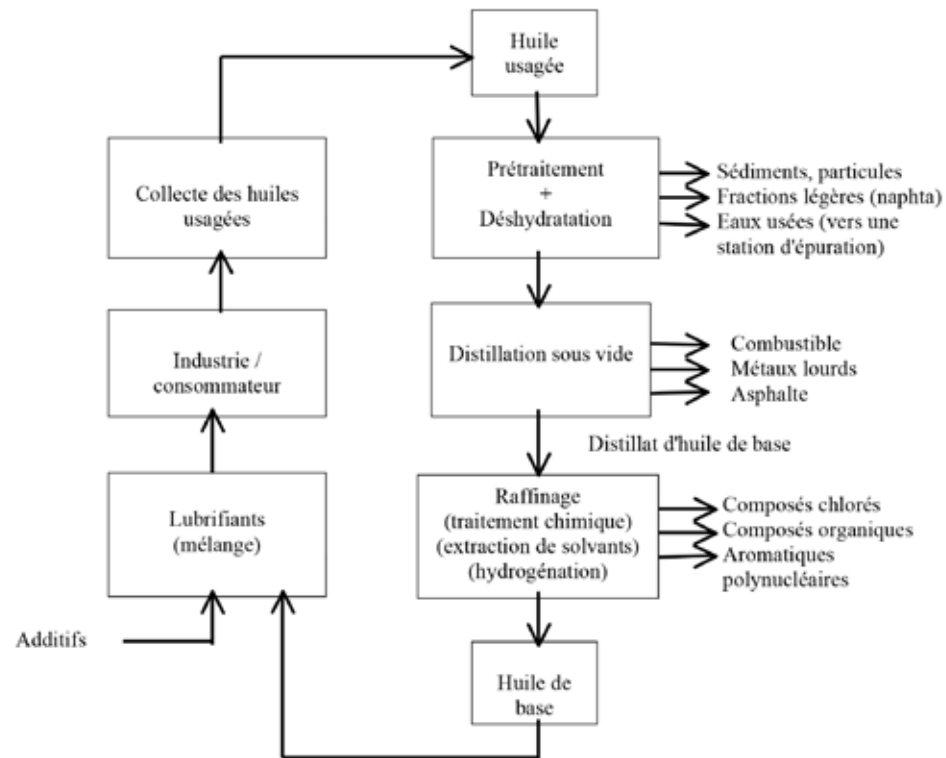 Huile
usagée
Collecte des huiles
usagées
Prétraitement
+
Déshydratation
Sédiments, particules
Fractions légères (naphta)
Eaux usées (vers une
station d'épuration)
Industrie /
consommateur
Distillation sous vide
Combustible
Métaux lourds
Asphalte
Distillat d'huile de base
Lubrifiants
(mélange)
Raffinage
(traitement chimique)
(extraction de solvants)
(hydrogénation)
Composés chlorés
Composés organiques
Aromatiques
polynucléaires
Additifs
Huile de
base